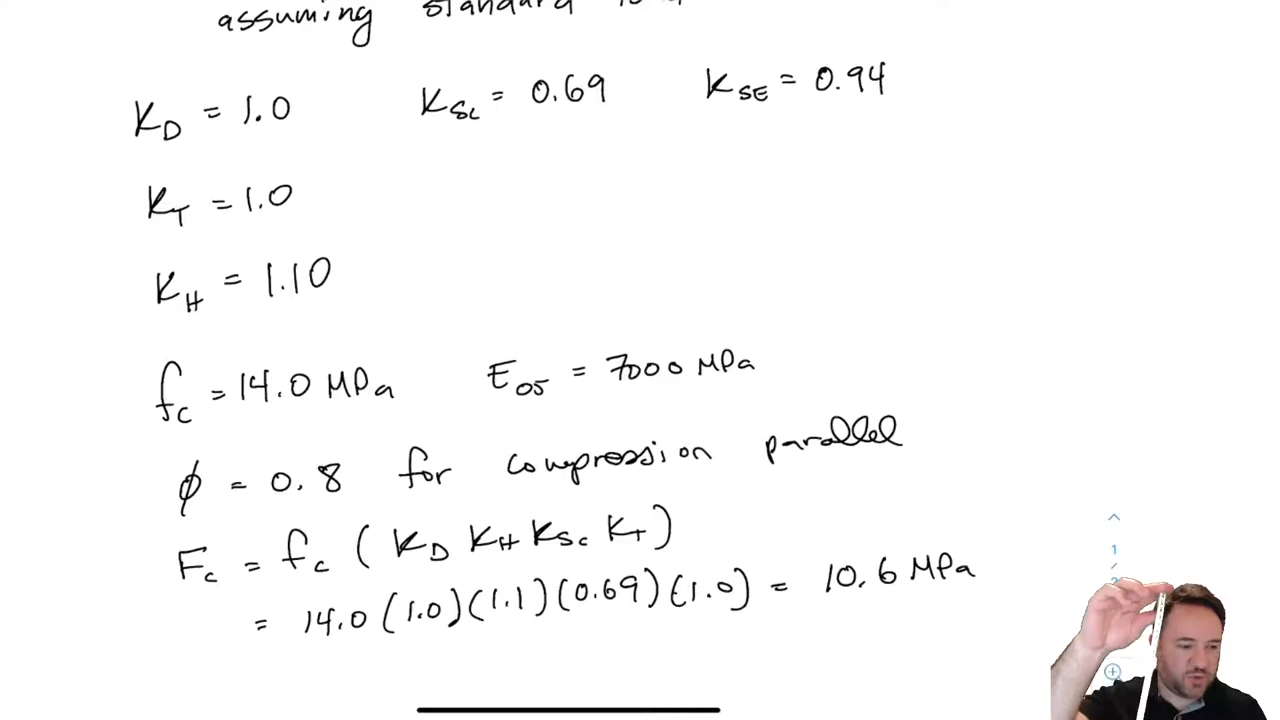 assuming standard
K_D = 1.0 K_Sc = 0.69 K_SE = 0.94
K_T = 1.0
K_H = 1.10
f_c = 14.0 MPa E_05 = 7000 MPa
ϕ = 0.8 for compression parallel
F_c = f_c ( K_D K_H K_Sc K_T )
= 14.0 (1.0)(1.1)(0.69)(1.0) = 10.6 MPa
1
/